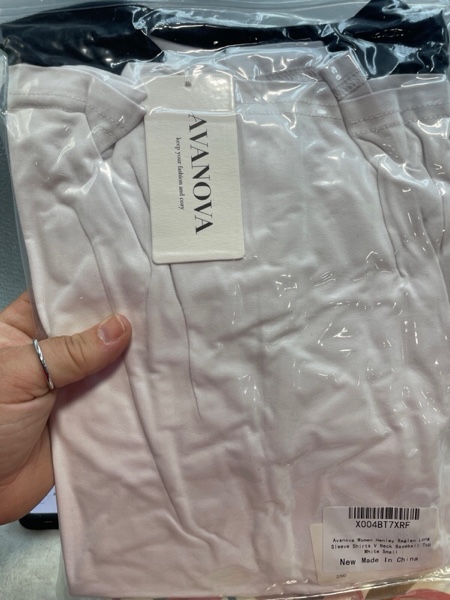 AVANOVA
keep your fashion and cozy
X004BT7XRF
Avanova Women Henley Raglan Long
Sleeve Shirts V Neck Baseball Tops
White Small
New Made In China